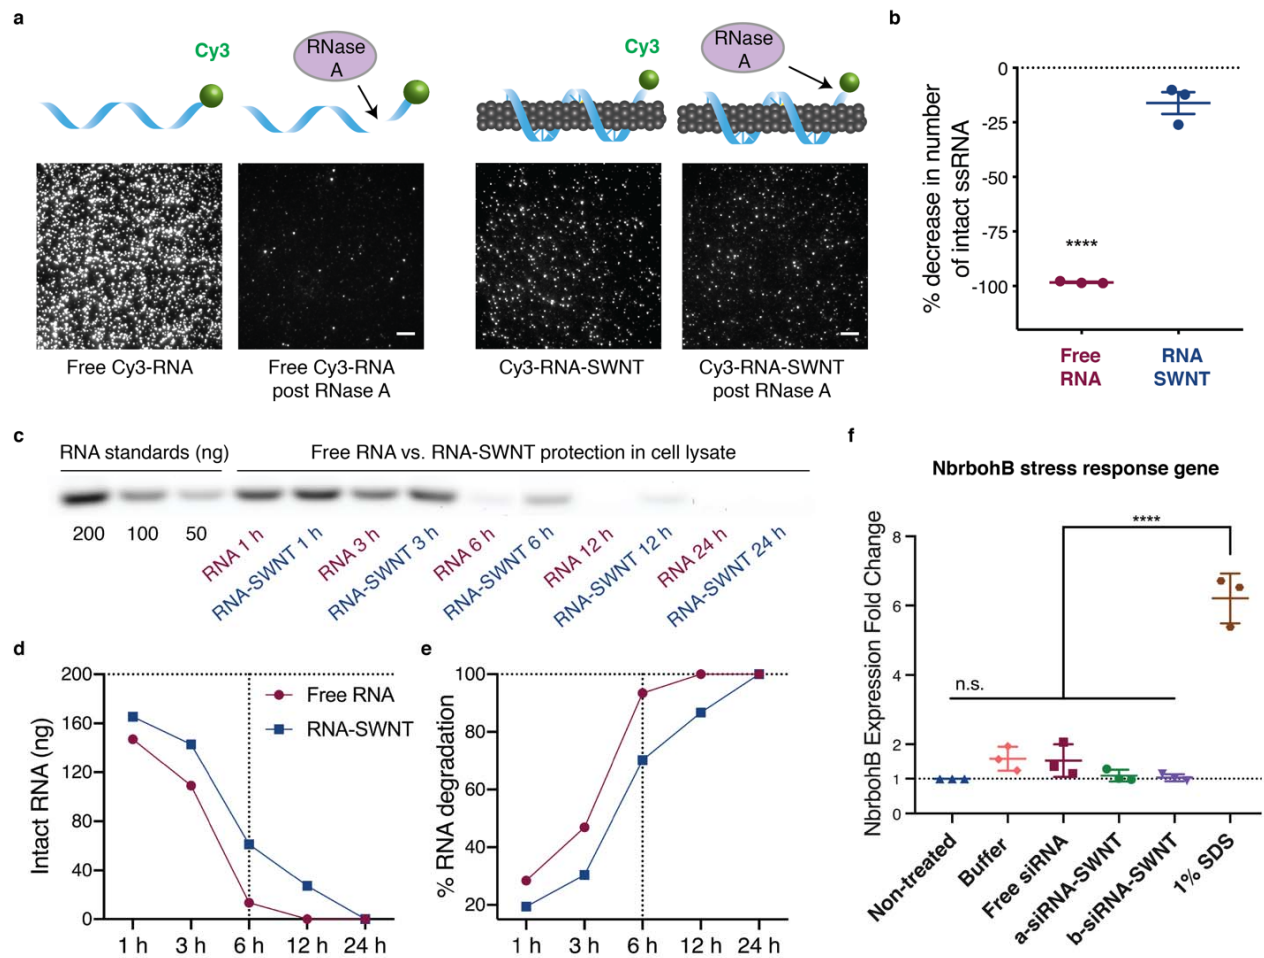 a
Cy3
RNase
A
Cy3
RNase
A
Free Cy3-RNA
Free Cy3-RNA
post RNase A
Cy3-RNA-SWNT
Cy3-RNA-SWNT
post RNase A
b
% decrease in number
of intact ssRNA
0
-25
-50
-75
-100
****
Free
RNA
RNA
SWNT
c
RNA standards (ng)
Free RNA vs. RNA-SWNT protection in cell lysate
200
100
50
RNA 1 h
RNA-SWNT 1 h
RNA 3 h
RNA-SWNT 3 h
RNA 6 h
RNA-SWNT 6 h
RNA 12 h
RNA-SWNT 12 h
RNA 24 h
RNA-SWNT 24 h
d
Intact RNA (ng)
200
160
120
80
40
0
Free RNA
RNA-SWNT
1 h
3 h
6 h
12 h
24 h
e
% RNA degradation
100
80
60
40
20
1 h
3 h
6 h
12 h
24 h
f
NbrbohB stress response gene
NbrbohB Expression Fold Change
8
6
4
2
1
0
n.s.
****
Non-treated
Buffer
Free siRNA
a-siRNA-SWNT
b-siRNA-SWNT
1% SDS